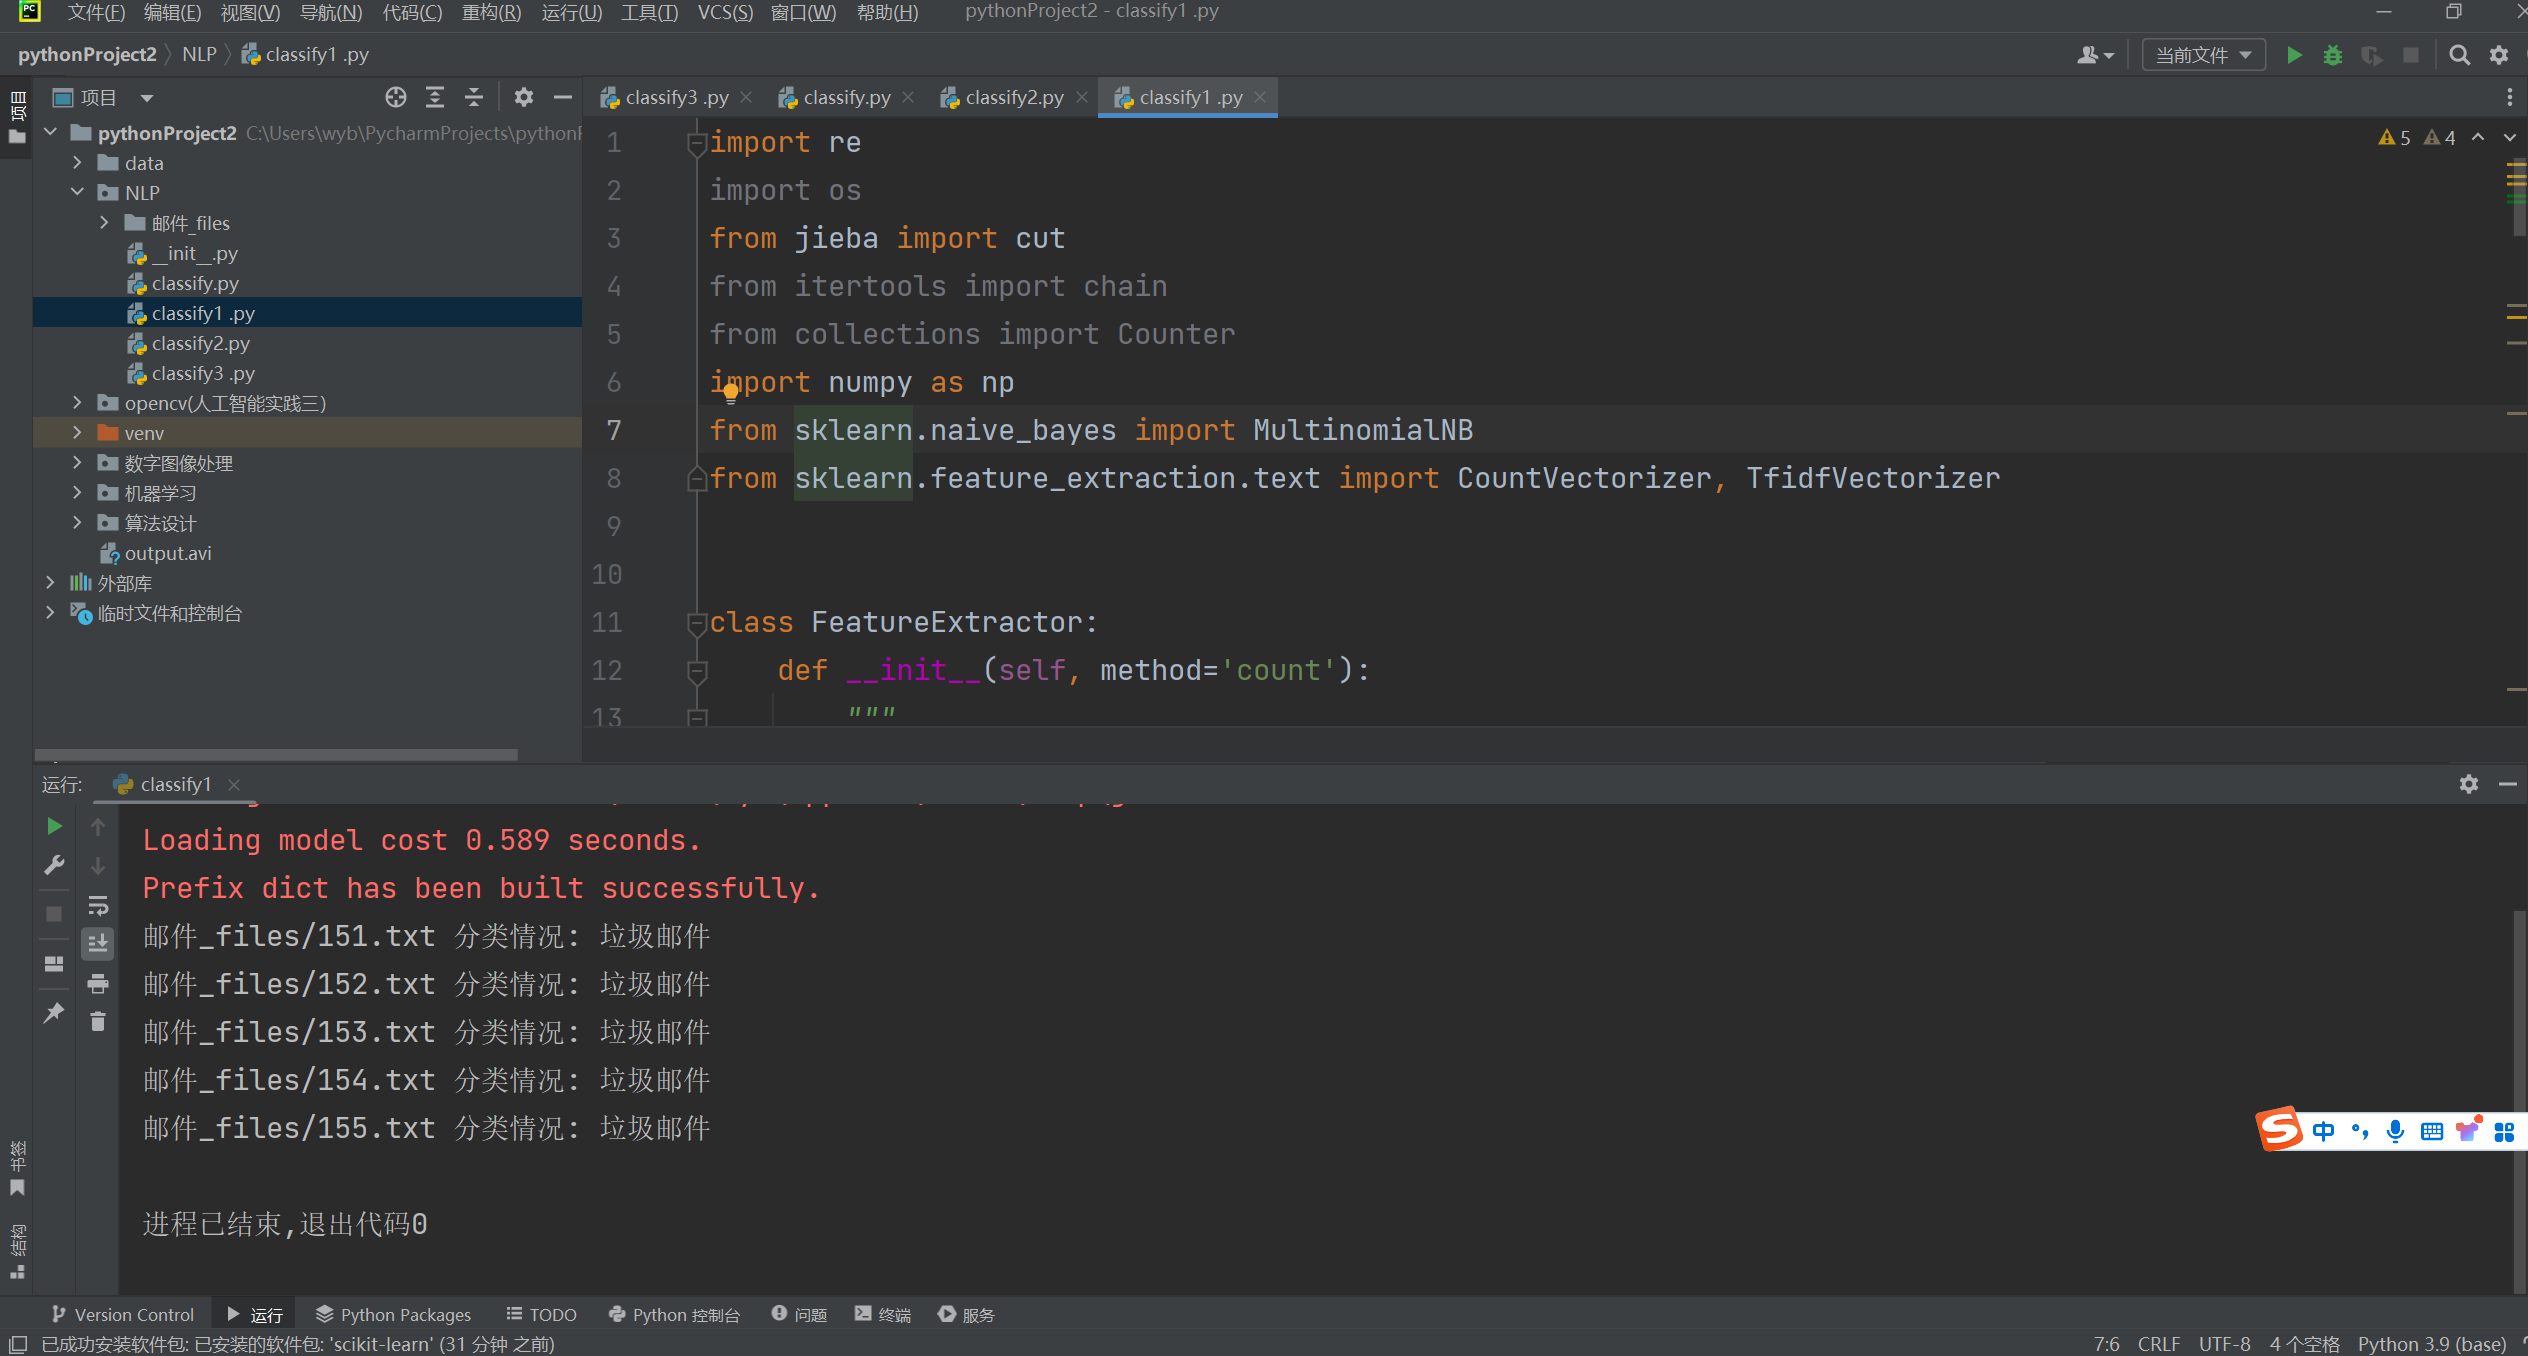 文件(F) 编辑(E) 视图(V) 导航(N) 代码(C) 重构(R) 运行(U) 工具(T) VCS(S) 窗口(W) 帮助(H) pythonProject2 - classify1 .py
pythonProject2 NLP classify1 .py
当前文件
项目
项目
classify3 .py classify.py classify2.py classify1 .py
pythonProject2 C:\Users\wyb\PycharmProjects\python
data
NLP
邮件_files
__init__.py
classify.py
classify1 .py
classify2.py
classify3 .py
opencv(人工智能实践三)
venv
数字图像处理
机器学习
算法设计
output.avi
外部库
临时文件和控制台
5 4
1 import re
2 import os
3 from jieba import cut
4 from itertools import chain
5 from collections import Counter
6 import numpy as np
7 from sklearn.naive_bayes import MultinomialNB
8 from sklearn.feature_extraction.text import CountVectorizer, TfidfVectorizer
9
10
11 class FeatureExtractor:
12 def __init__(self, method='count'):
13 """
运行: classify1
Loading model cost 0.589 seconds.
Prefix dict has been built successfully.
邮件_files/151.txt 分类情况: 垃圾邮件
邮件_files/152.txt 分类情况: 垃圾邮件
邮件_files/153.txt 分类情况: 垃圾邮件
邮件_files/154.txt 分类情况: 垃圾邮件
邮件_files/155.txt 分类情况: 垃圾邮件
进程已结束,退出代码0
书签
结构
中
Version Control 运行 Python Packages TODO Python 控制台 问题 终端 服务
已成功安装软件包: 已安装的软件包: 'scikit-learn' (31 分钟 之前) 7:6 CRLF UTF-8 4 个空格 Python 3.9 (base)